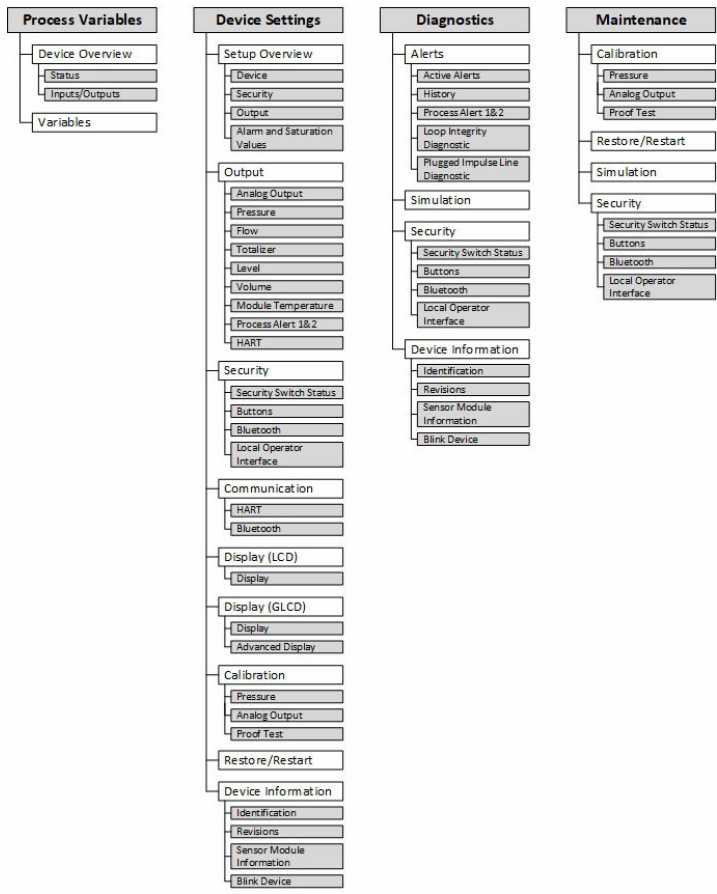 Process Variables
Device Overview
Status
Inputs/Outputs
Variables
Device Settings
Setup Overview
Device
Security
Output
Alarm and Saturation
Values
Output
Analog Output
Pressure
Flow
Totalizer
Level
Volume
Module Temperature
Process Alert 1&2
HART
Security
Security Switch Status
Buttons
Bluetooth
Local Operator
Interface
Communication
HART
Bluetooth
Display (LCD)
Display
Display (GLCD)
Display
Advanced Display
Calibration
Pressure
Analog Output
Proof Test
Restore/Restart
Device Information
Identification
Revisions
Sensor Module
Information
Blink Device
Diagnostics
Alerts
Active Alerts
History
Process Alert 1&2
Loop Integrity
Diagnostic
Plugged Impulse Line
Diagnostic
Simulation
Security
Security Switch Status
Buttons
Bluetooth
Local Operator
Interface
Device Information
Identification
Revisions
Sensor Module
Information
Blink Device
Maintenance
Calibration
Pressure
Analog Output
Proof Test
Restore/Restart
Simulation
Security
Security Switch Status
Buttons
Bluetooth
Local Operator
Interface